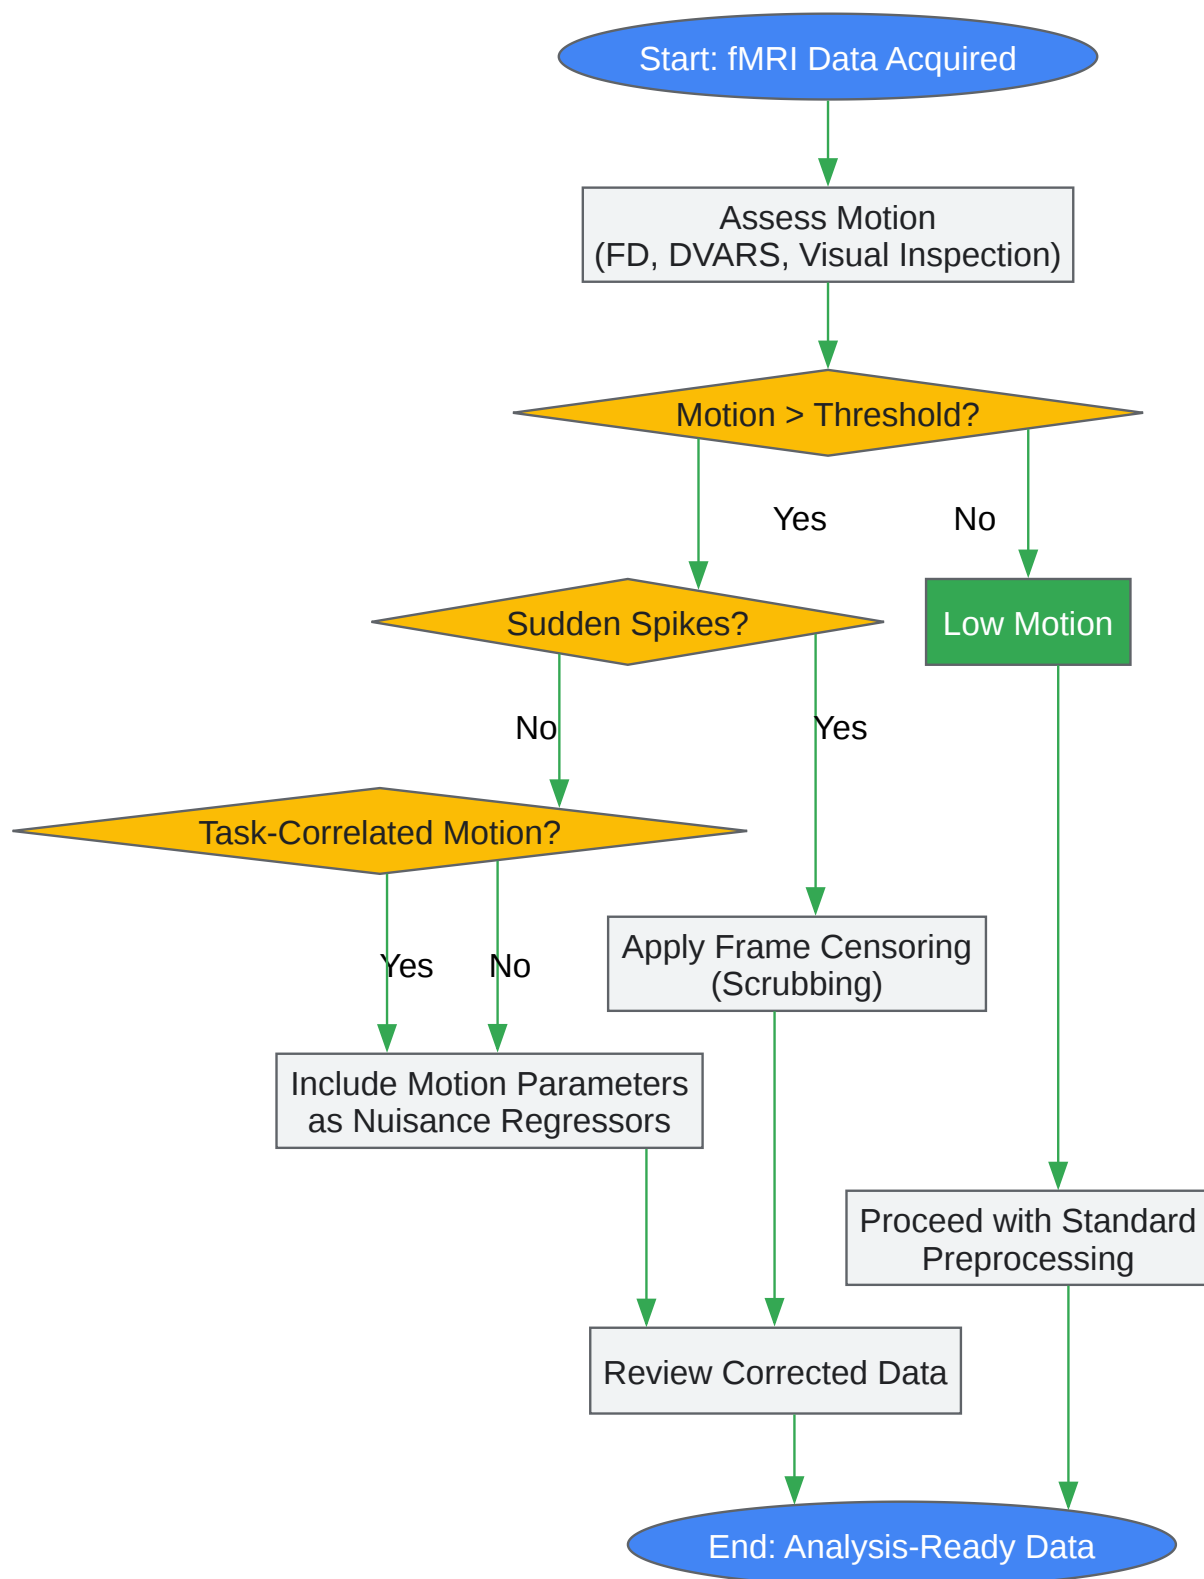 Start: fMRI Data Acquired
Assess Motion
(FD, DVARS, Visual Inspection)
Motion > Threshold?
Yes
No
Sudden Spikes?
Low Motion
No
Yes
Task-Correlated Motion?
Apply Frame Censoring
(Scrubbing)
Yes
No
Include Motion Parameters
as Nuisance Regressors
Proceed with Standard
Preprocessing
Review Corrected Data
End: Analysis-Ready Data